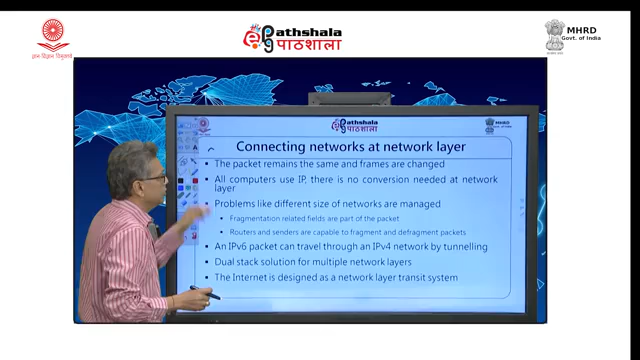 ePathshala
पाठशाला
MHRD
Govt. of India
ज्ञान-विज्ञान विमुक्तये
Pathshala
पाठशाला
MHRD
Connecting networks at network layer
The packet remains the same and frames are changed
All computers use IP, there is no conversion needed at network
layer
Problems like different size of networks are managed
Fragmentation related fields are part of the packet
Routers and senders are capable to fragment and defragment packets
An IPv6 packet can travel through an IPv4 network by tunnelling
Dual stack solution for multiple network layers
The Internet is designed as a network layer transit system